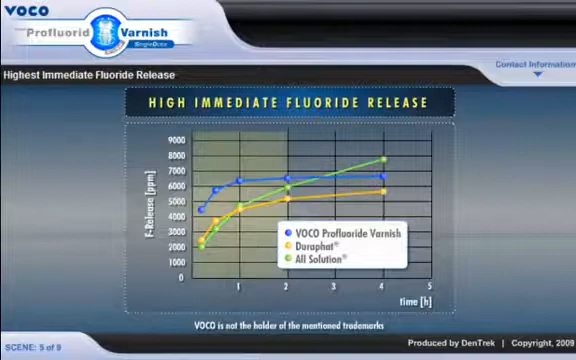 VOCO
Profluorid Varnish
SingleDose
Contact Information
Highest Immediate Fluoride Release
HIGH IMMEDIATE FLUORIDE RELEASE
F-Release [ppm]
9000
8000
7000
6000
5000
4000
3000
2000
1000
0
1 2 3 4 5
time [h]
VOCO Profluoride Varnish
Duraphat®
All Solution®
VOCO is not the holder of the mentioned trademarks
SCENE: 5 of 9
Produced by DenTrek | Copyright, 2009